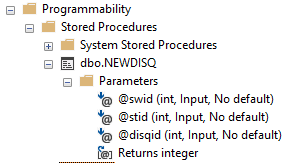 Programmability
Stored Procedures
System Stored Procedures
dbo.NEWDISQ
Parameters
@swid (int, Input, No default)
@stid (int, Input, No default)
@disqid (int, Input, No default)
Returns integer